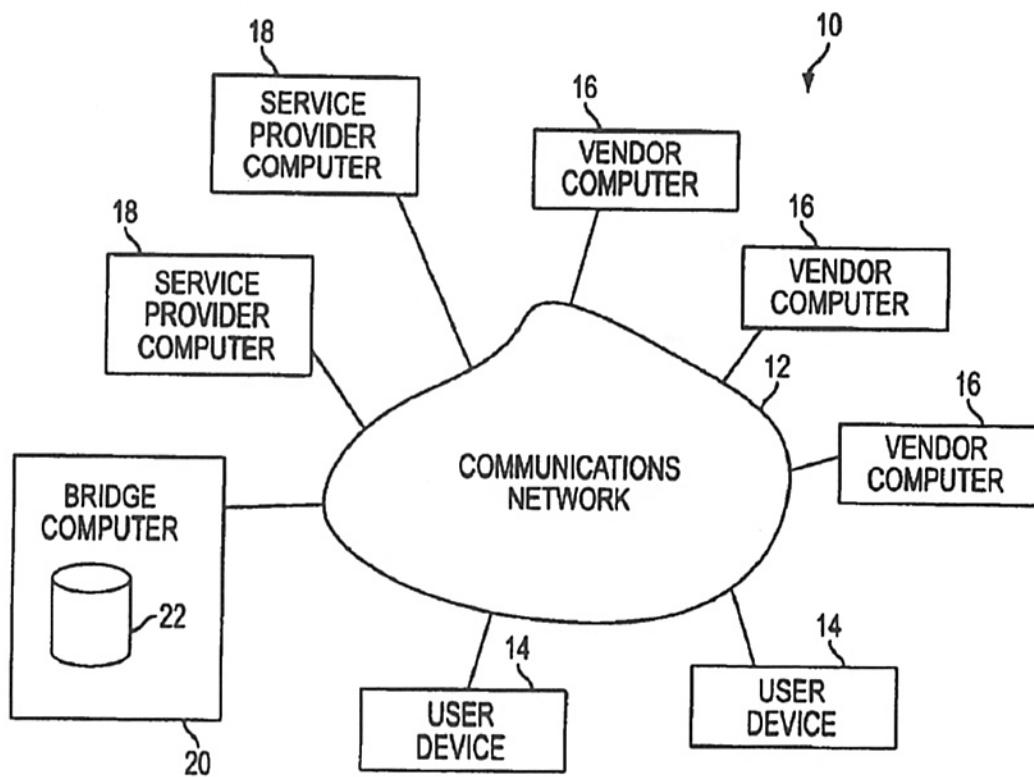 10
18
SERVICE
PROVIDER
COMPUTER
16
VENDOR
COMPUTER
18
SERVICE
PROVIDER
COMPUTER
16
VENDOR
COMPUTER
12
16
VENDOR
COMPUTER
COMMUNICATIONS
NETWORK
BRIDGE
COMPUTER
22
20
14
USER
DEVICE
14
USER
DEVICE